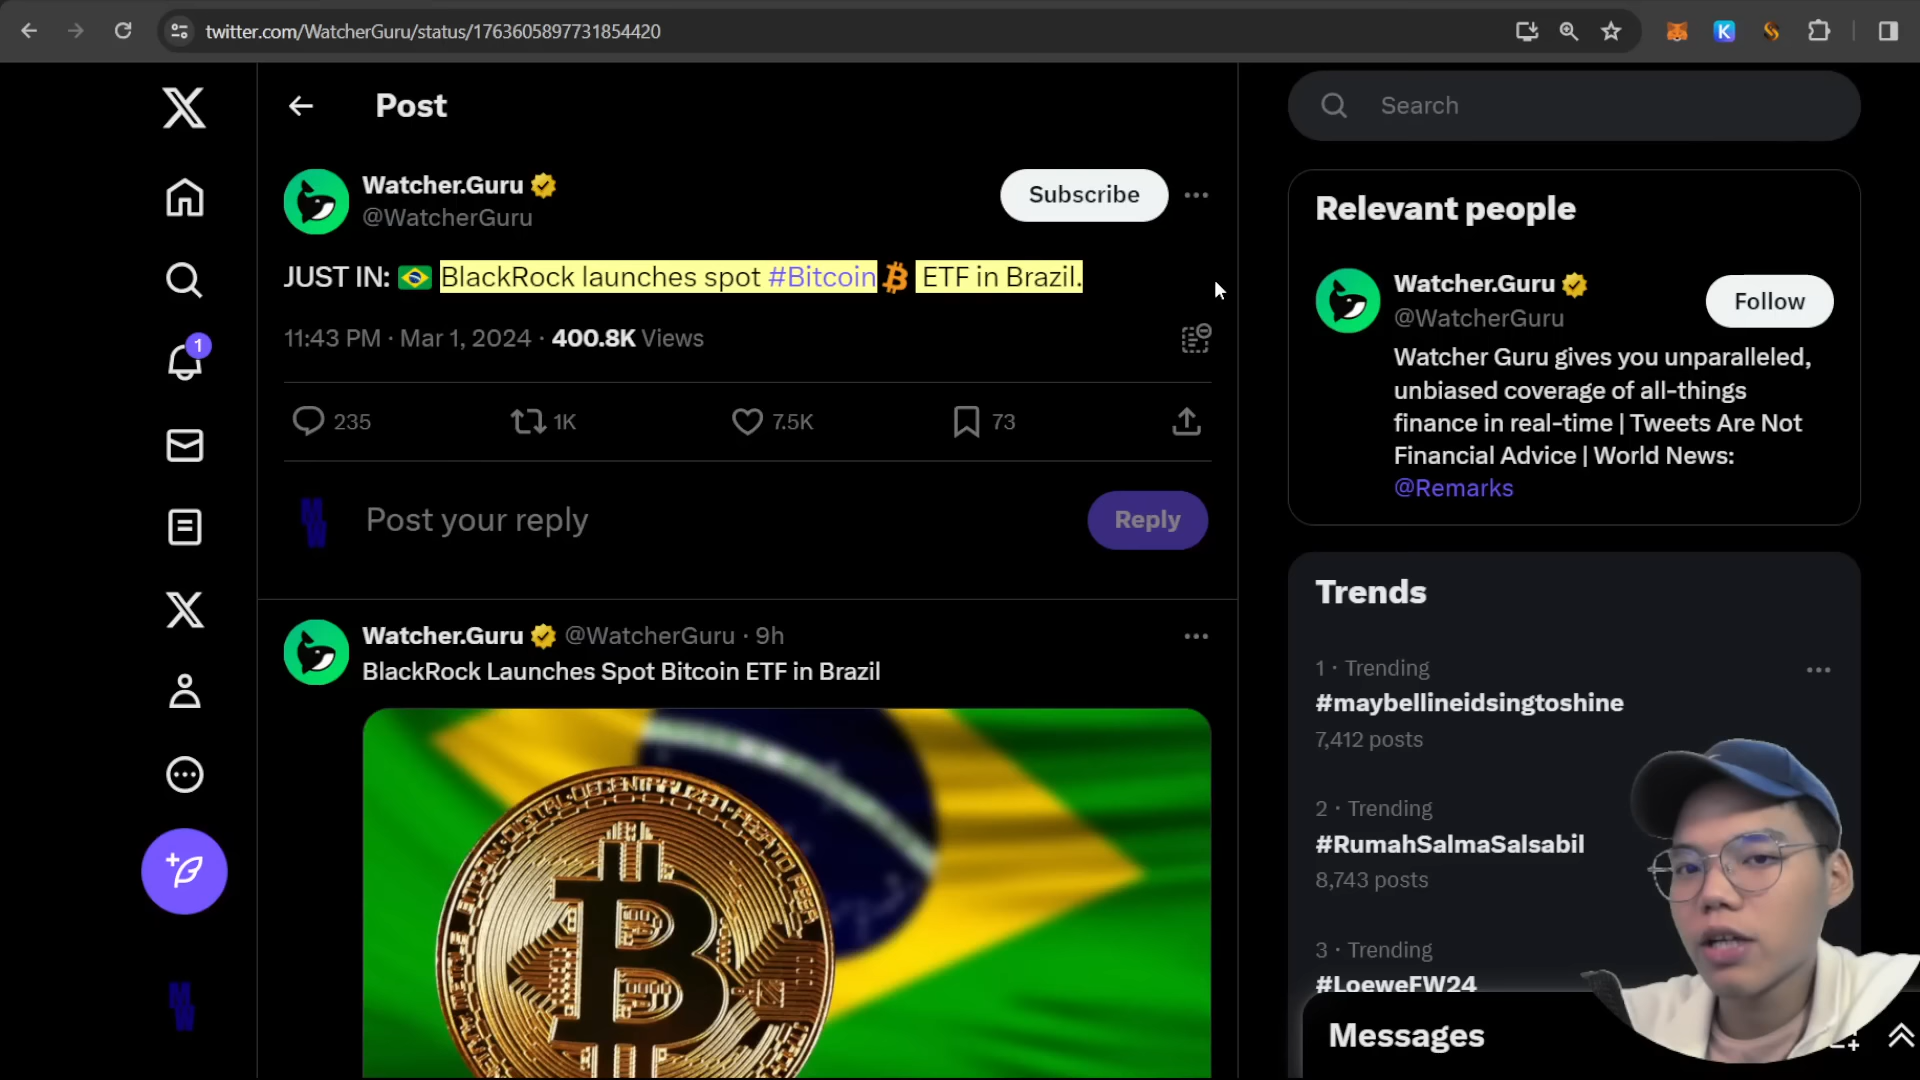 twitter.com/WatcherGuru/status/1763605897731854420
Post
Search
Watcher.Guru
@WatcherGuru
Subscribe
JUST IN: 🇧🇷 BlackRock launches spot #Bitcoin ETF in Brazil.
11:43 PM · Mar 1, 2024 · 400.8K Views
235
1K
7.5K
73
Post your reply
Reply
Watcher.Guru @WatcherGuru · 9h
BlackRock Launches Spot Bitcoin ETF in Brazil
1
Relevant people
Watcher.Guru
@WatcherGuru
Follow
Watcher Guru gives you unparalleled,
unbiased coverage of all-things
finance in real-time | Tweets Are Not
Financial Advice | World News:
@Remarks
Trends
1 · Trending
#maybellineidsingtoshine
7,412 posts
2 · Trending
#RumahSalmaSalsabil
8,743 posts
3 · Trending
#LoeweFW24
Messages